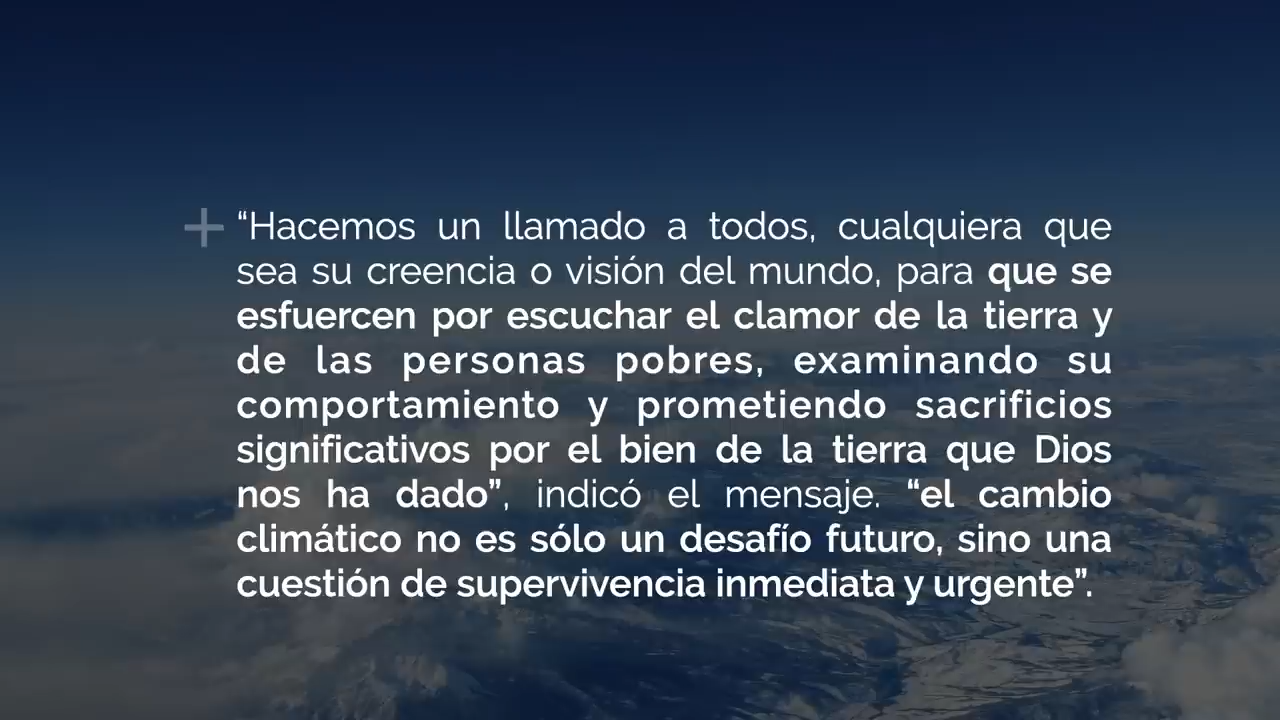 “Hacemos un llamado a todos, cualquiera que
sea su creencia o visión del mundo, para que se
esfuercen por escuchar el clamor de la tierra y
de las personas pobres, examinando su
comportamiento y prometiendo sacrificios
significativos por el bien de la tierra que Dios
nos ha dado”, indicó el mensaje. “el cambio
climático no es sólo un desafío futuro, sino una
cuestión de supervivencia inmediata y urgente”.